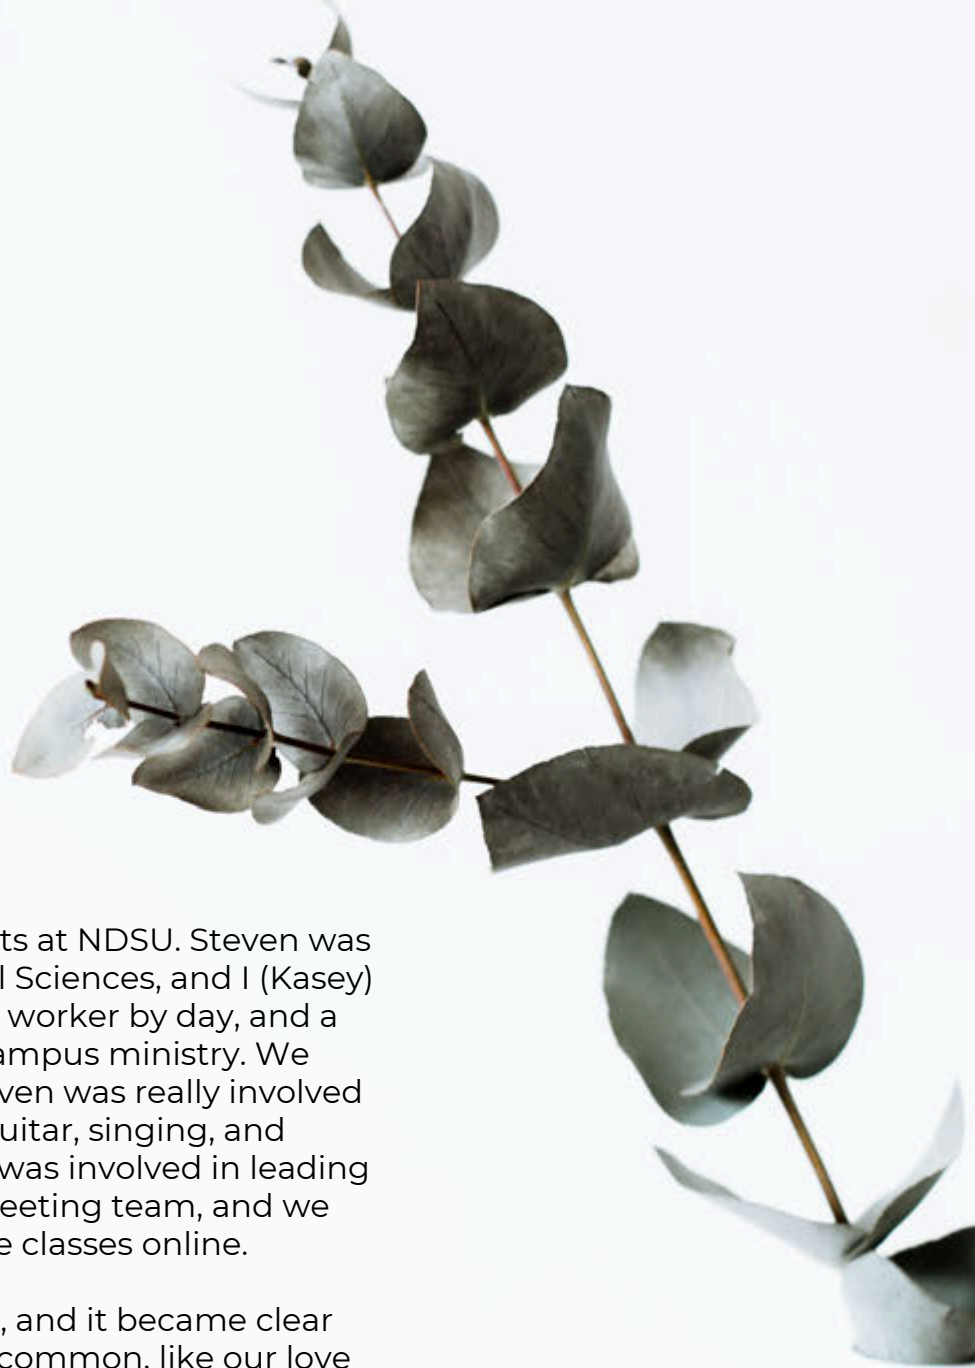 ts at NDSU. Steven was
l Sciences, and I (Kasey)
worker by day, and a
ampus ministry. We
ven was really involved
uitar, singing, and
was involved in leading
eeting team, and we
e classes online.
, and it became clear
common, like our love